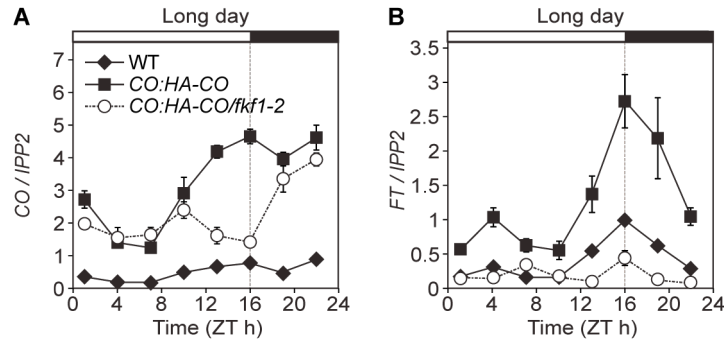 A
Long day
7
6
5
4
3
2
1
0
CO / IPP2
WT
CO:HA-CO
CO:HA-CO/fkf1-2
0 4 8 12 16 20 24
Time (ZT h)
B
Long day
3.5
3
2.5
2
1.5
1
0.5
0
FT / IPP2
0 4 8 12 16 20 24
Time (ZT h)